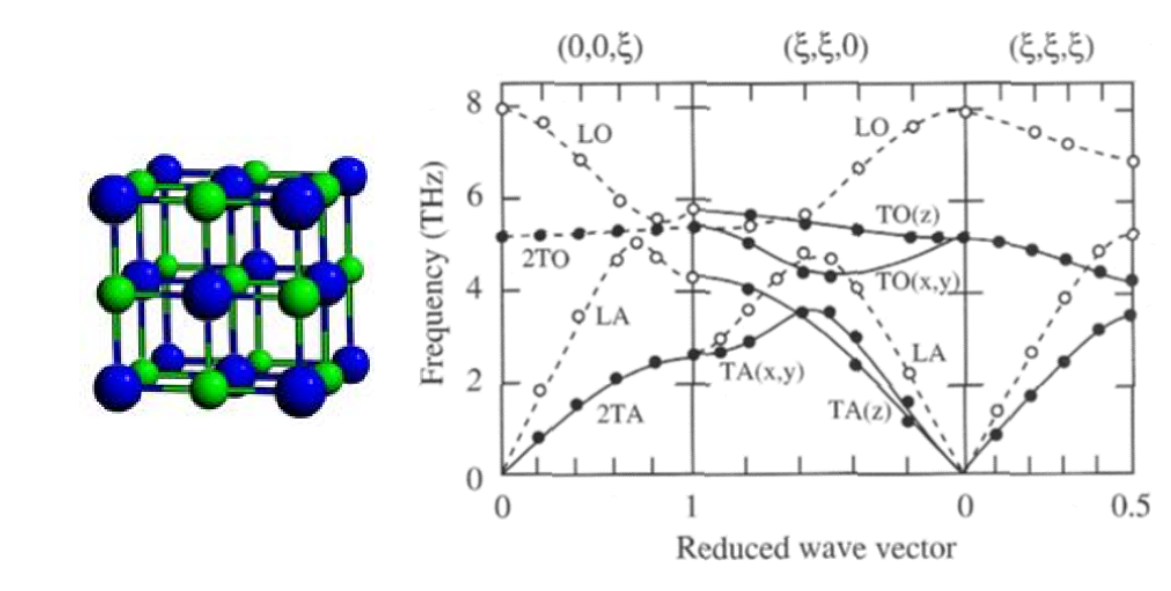 (0,0,ξ) (ξ,ξ,0) (ξ,ξ,ξ)
8
LO LO
6
TO(z)
2TO
TO(x,y)
4
LA
LA
TA(x,y)
2
2TA TA(z)
0
0 1 0 0.5
Frequency (THz)
Reduced wave vector